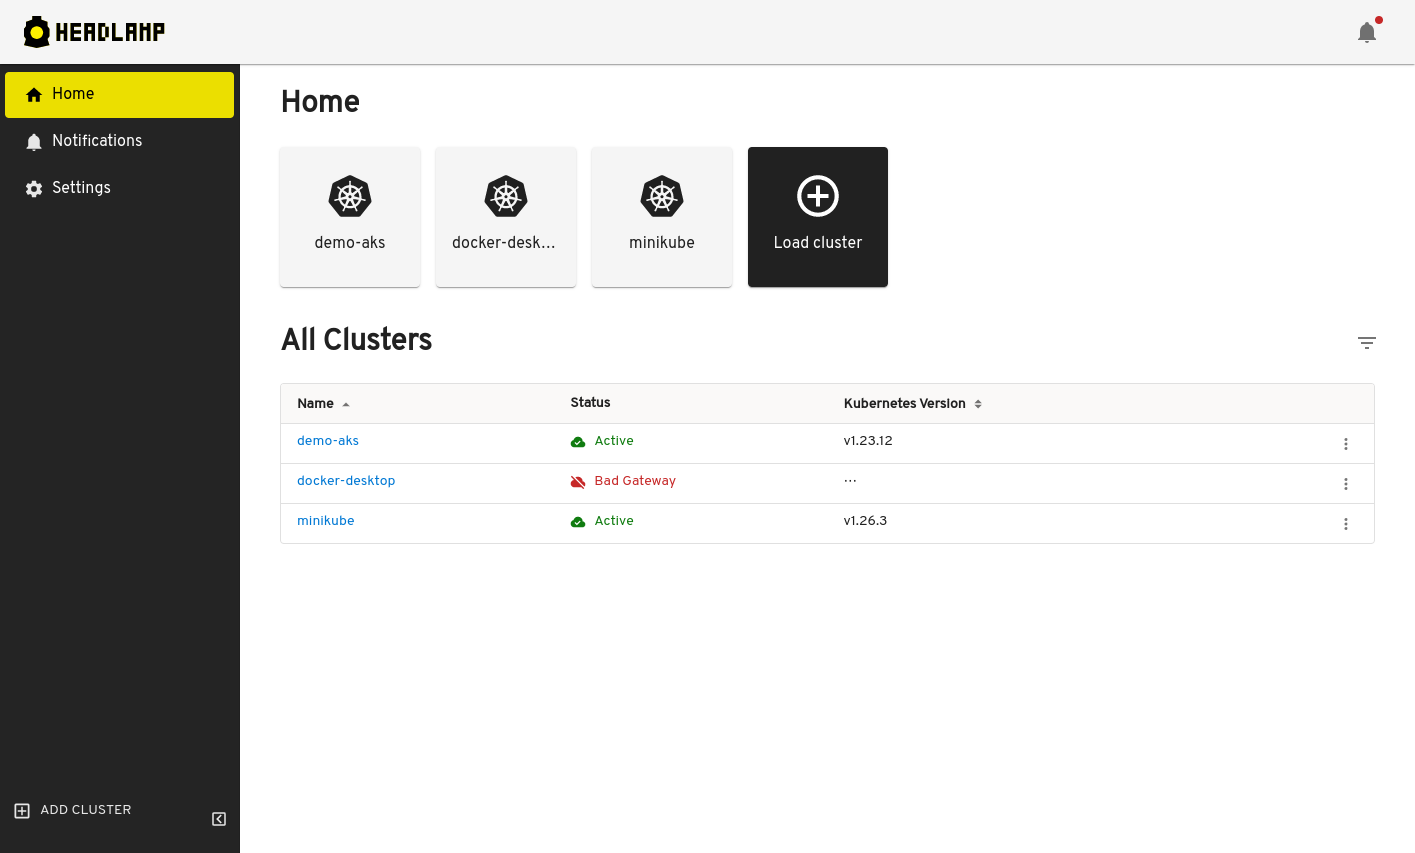 HEADLAMP
Home
Notifications
Settings
ADD CLUSTER
Home
demo-aks
docker-desk...
minikube
Load cluster
All Clusters
Name Status Kubernetes Version
demo-aks Active v1.23.12
docker-desktop Bad Gateway ⋯
minikube Active v1.26.3